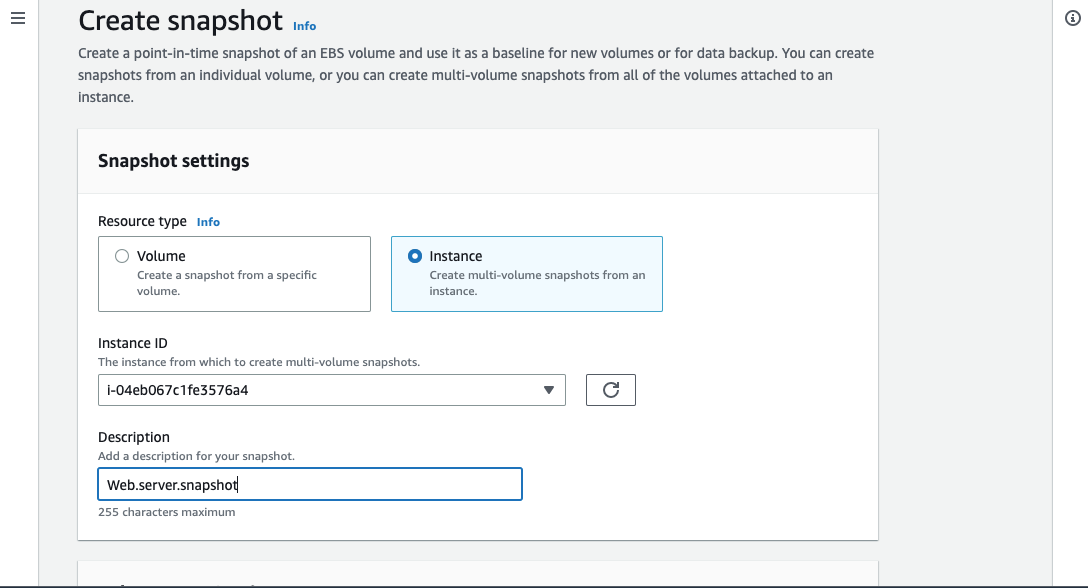 Create snapshot Info
Create a point-in-time snapshot of an EBS volume and use it as a baseline for new volumes or for data backup. You can create
snapshots from an individual volume, or you can create multi-volume snapshots from all of the volumes attached to an
instance.
Snapshot settings
Resource type Info
Volume
Create a snapshot from a specific
volume.
Instance
Create multi-volume snapshots from an
instance.
Instance ID
The instance from which to create multi-volume snapshots.
i-04eb067c1fe3576a4
Description
Add a description for your snapshot.
Web.server.snapshot
255 characters maximum